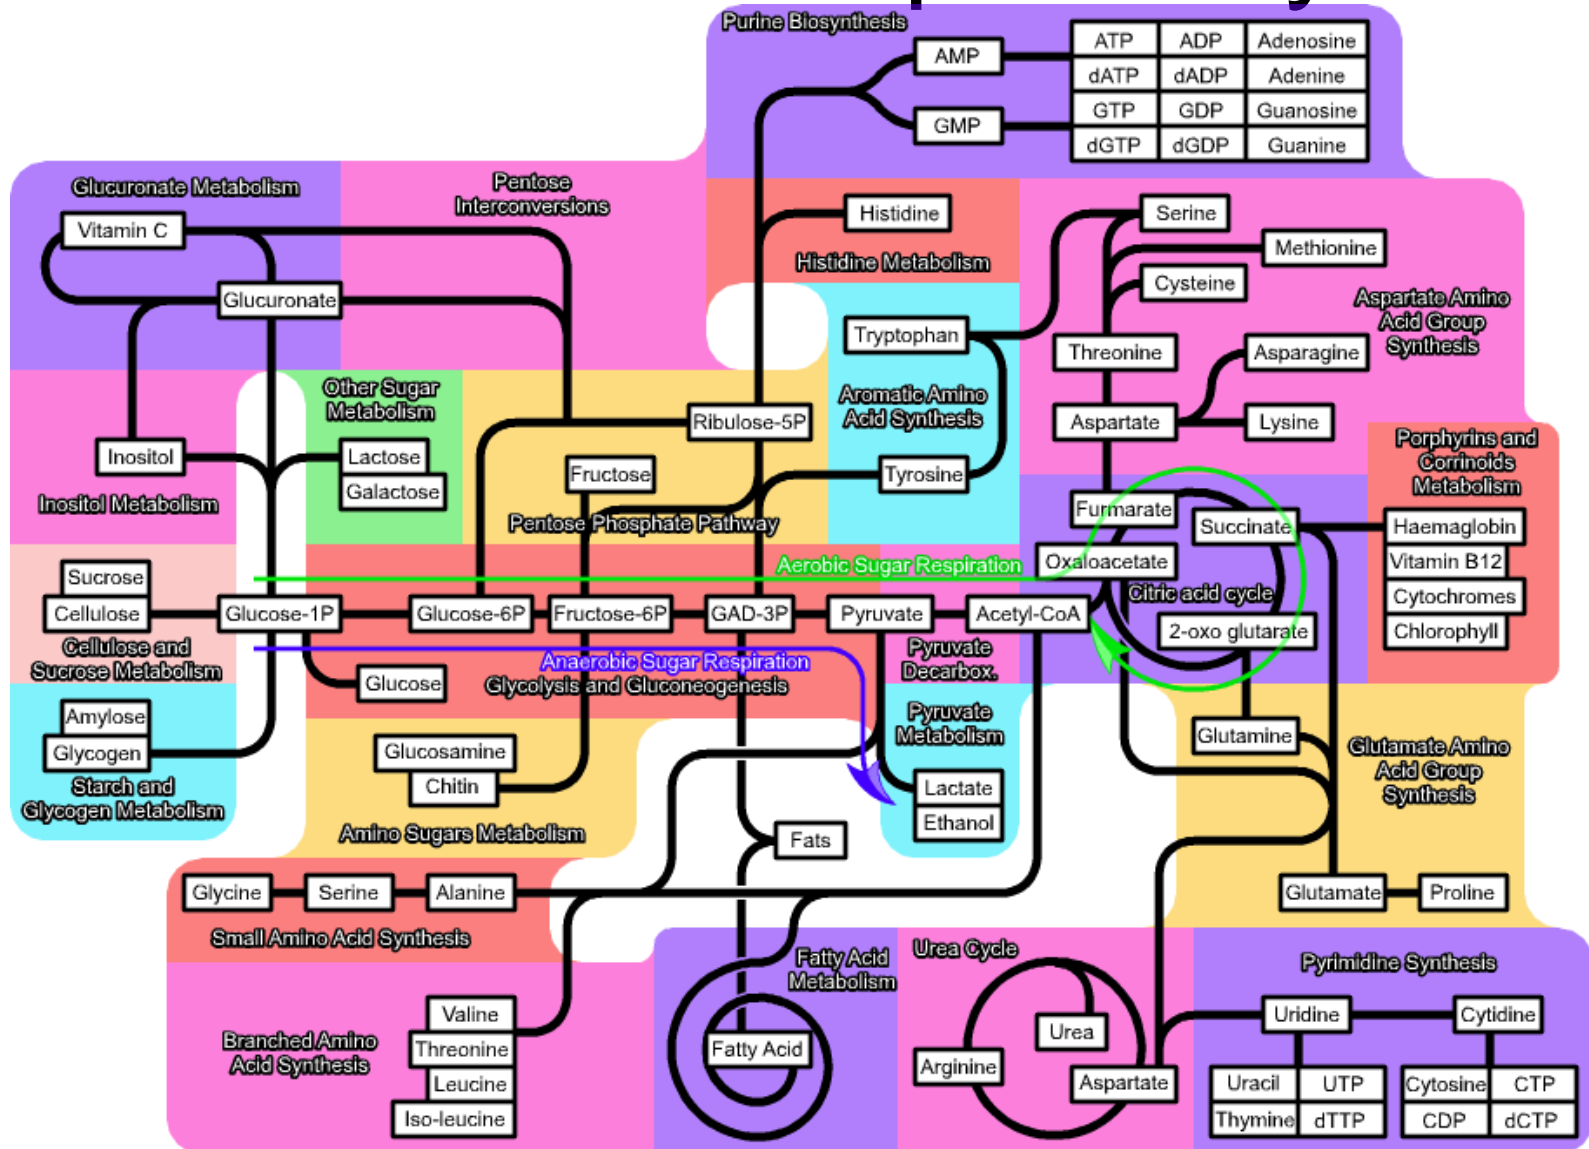 Purine Biosynthesis
AMP
ATP ADP Adenosine
dATP dADP Adenine
GMP
GTP GDP Guanosine
dGTP dGDP Guanine
Glucuronate Metabolism
Vitamin C
Glucuronate
Pentose
Interconversions
Histidine
Histidine Metabolism
Serine
Methionine
Cysteine
Aspartate Amino
Acid Group
Synthesis
Threonine
Asparagine
Aspartate
Lysine
Tryptophan
Aromatic Amino
Acid Synthesis
Tyrosine
Other Sugar
Metabolism
Lactose
Galactose
Inositol
Inositol Metabolism
Ribulose-5P
Fructose
Pentose Phosphate Pathway
Porphyrins and
Corrinoids
Metabolism
Haemaglobin
Vitamin B12
Cytochromes
Chlorophyll
Furmarate
Succinate
Oxaloacetate
Citric acid cycle
2-oxo glutarate
Aerobic Sugar Respiration
Sucrose
Cellulose
Cellulose and
Sucrose Metabolism
Glucose-1P
Glucose-6P
Fructose-6P
GAD-3P
Pyruvate
Acetyl-CoA
Anaerobic Sugar Respiration
Glycolysis and Gluconeogenesis
Glucose
Pyruvate
Decarbox.
Pyruvate
Metabolism
Lactate
Ethanol
Amylose
Glycogen
Starch and
Glycogen Metabolism
Glucosamine
Chitin
Amino Sugars Metabolism
Fats
Glutamine
Glutamate Amino
Acid Group
Synthesis
Glutamate
Proline
Glycine
Serine
Alanine
Small Amino Acid Synthesis
Branched Amino
Acid Synthesis
Valine
Threonine
Leucine
Iso-leucine
Fatty Acid
Metabolism
Fatty Acid
Urea Cycle
Urea
Arginine
Aspartate
Pyrimidine Synthesis
Uridine
Cytidine
Uracil UTP
Thymine dTTP
Cytosine CTP
CDP dCTP